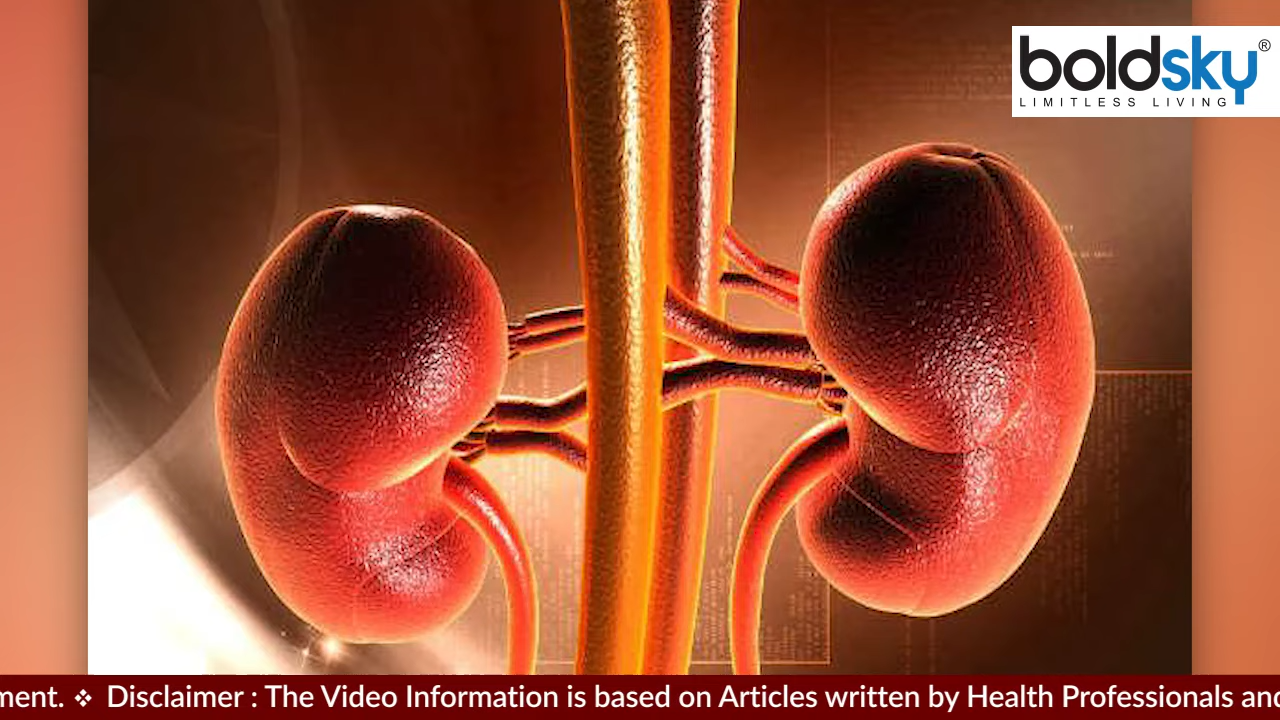 boldsky®
LIMITLESS LIVING
ment. ❖ Disclaimer : The Video Information is based on Articles written by Health Professionals and